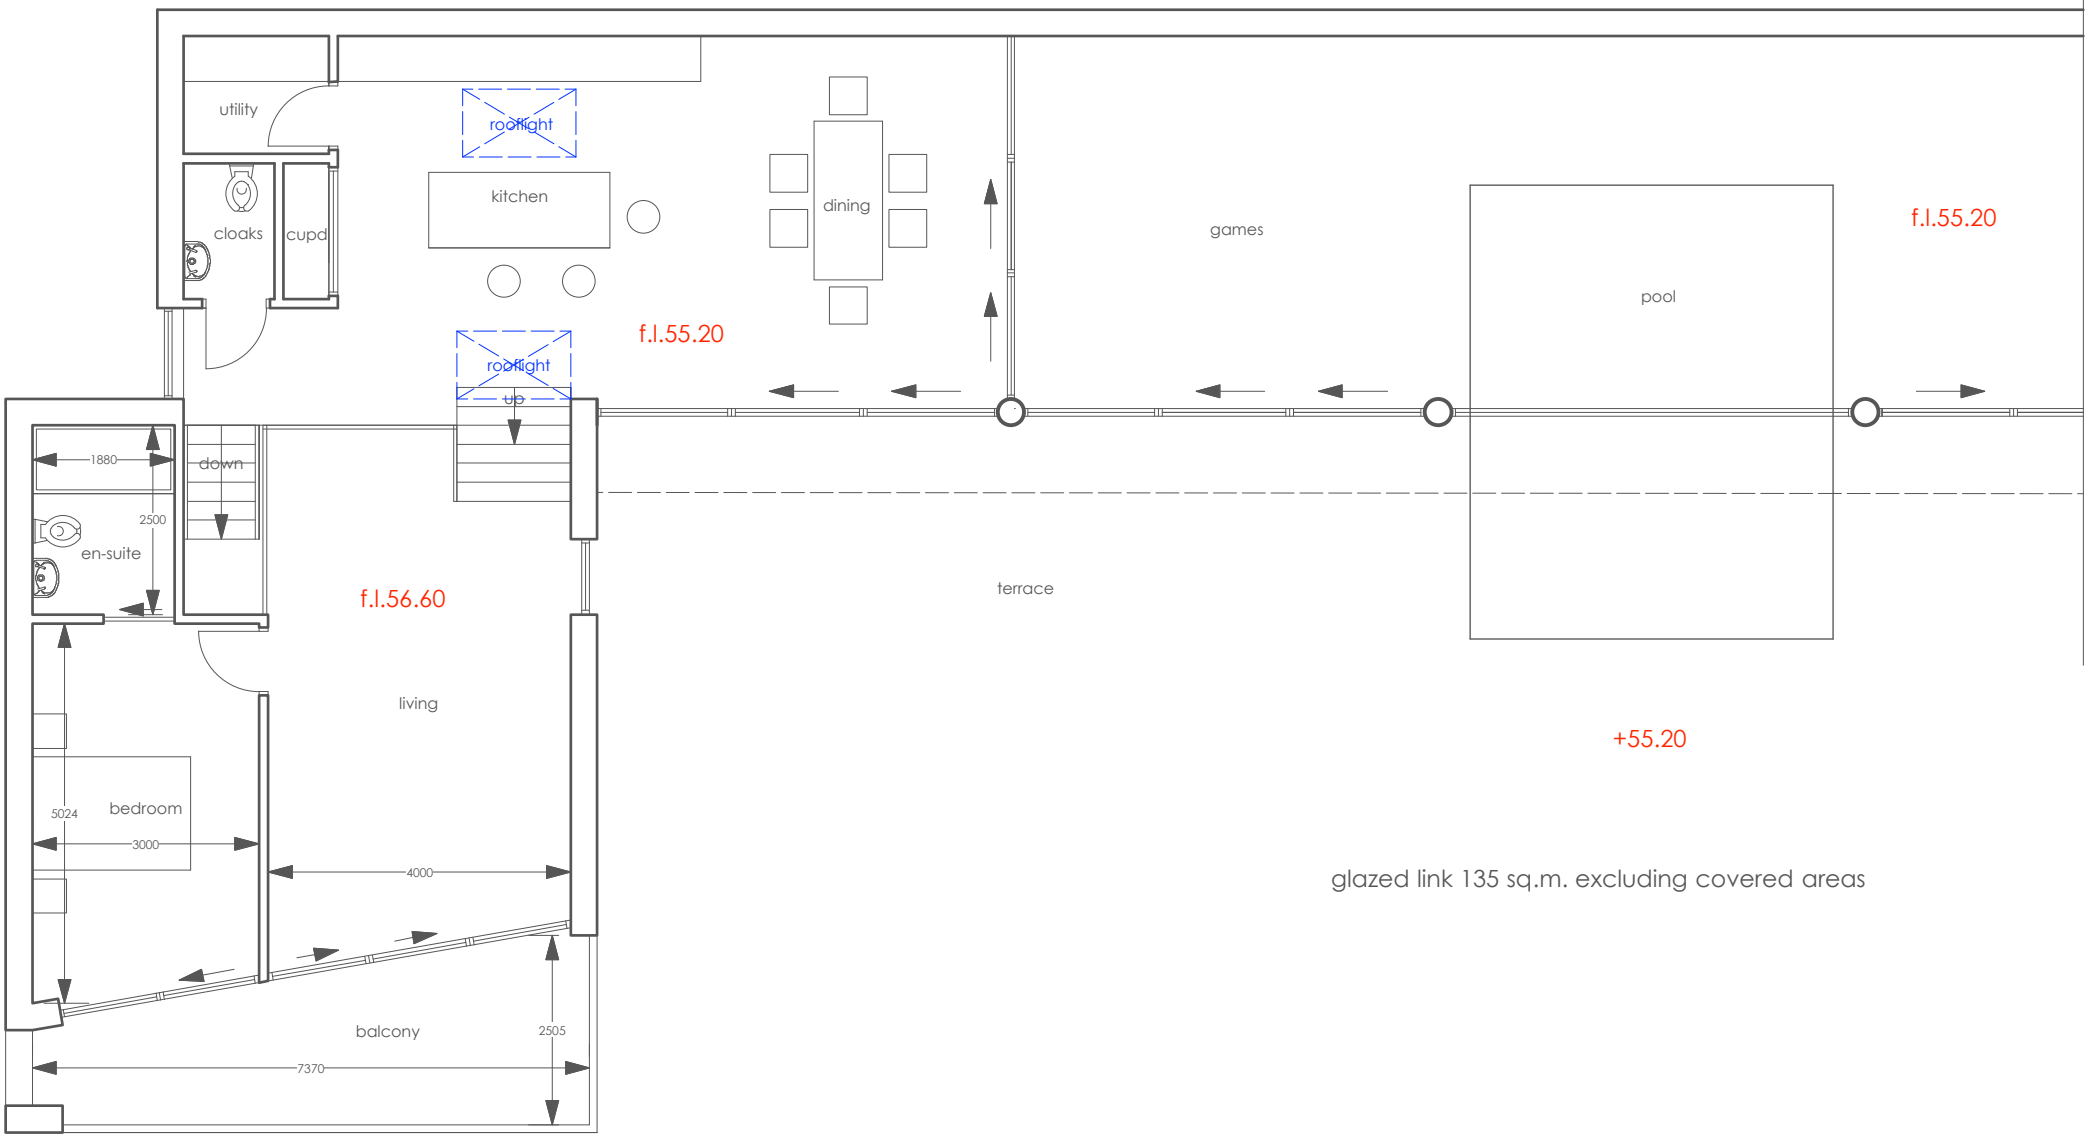 utility
rooflight
kitchen
dining
cloaks
cupd
games
f.l.55.20
pool
f.l.55.20
rooflight
up
1880
down
2500
en-suite
f.l.56.60
terrace
living
+55.20
5024
bedroom
3000
4000
glazed link 135 sq.m. excluding covered areas
balcony
2505
7370